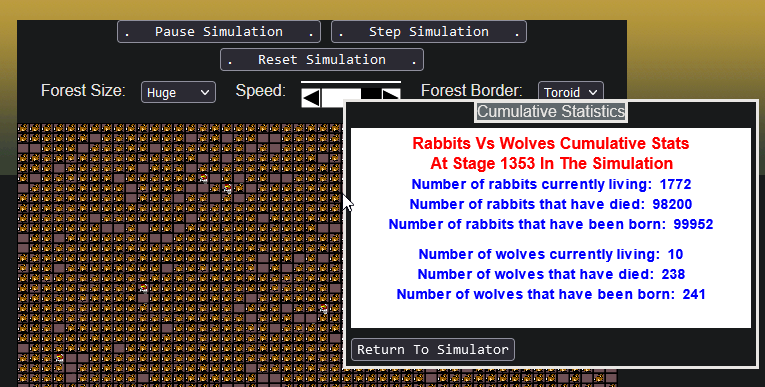 . Pause Simulation .
. Step Simulation .
. Reset Simulation .
Forest Size: Huge Speed: Forest Border: Toroid
Cumulative Statistics
Rabbits Vs Wolves Cumulative Stats
At Stage 1353 In The Simulation
Number of rabbits currently living: 1772
Number of rabbits that have died: 98200
Number of rabbits that have been born: 99952
Number of wolves currently living: 10
Number of wolves that have died: 238
Number of wolves that have been born: 241
Return To Simulator